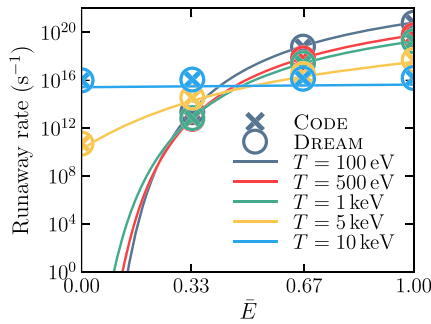 Runaway rate (s⁻¹)
10²⁰
10¹⁶
10¹²
10⁸
10⁴
10⁰
CODE
DREAM
T = 100 eV
T = 500 eV
T = 1 keV
T = 5 keV
T = 10 keV
0.00 0.33 0.67 1.00
Ē